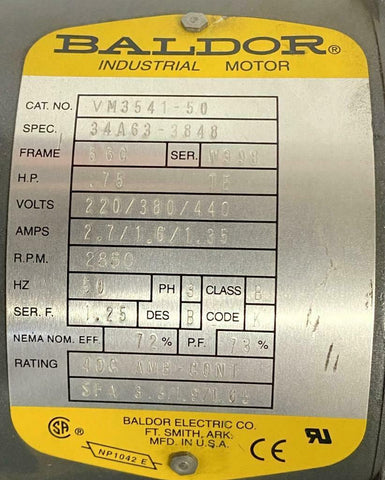 BALDOR®
INDUSTRIAL MOTOR
CAT. NO. VM3541-50
SPEC. 34A63-3848
FRAME 56C SER. W998
H.P. .75 TE
VOLTS 220/380/440
AMPS 2.7/1.6/1.35
R.P.M. 2850
HZ 50 PH 3 CLASS B
SER. F. 1.25 DES B CODE K
NEMA NOM. EFF. 72% P.F. 73%
RATING 40C AMB-CONT
SFA
BALDOR ELECTRIC CO.
FT. SMITH, ARK.
MFD. IN U.S.A.
NP1042 E
CE